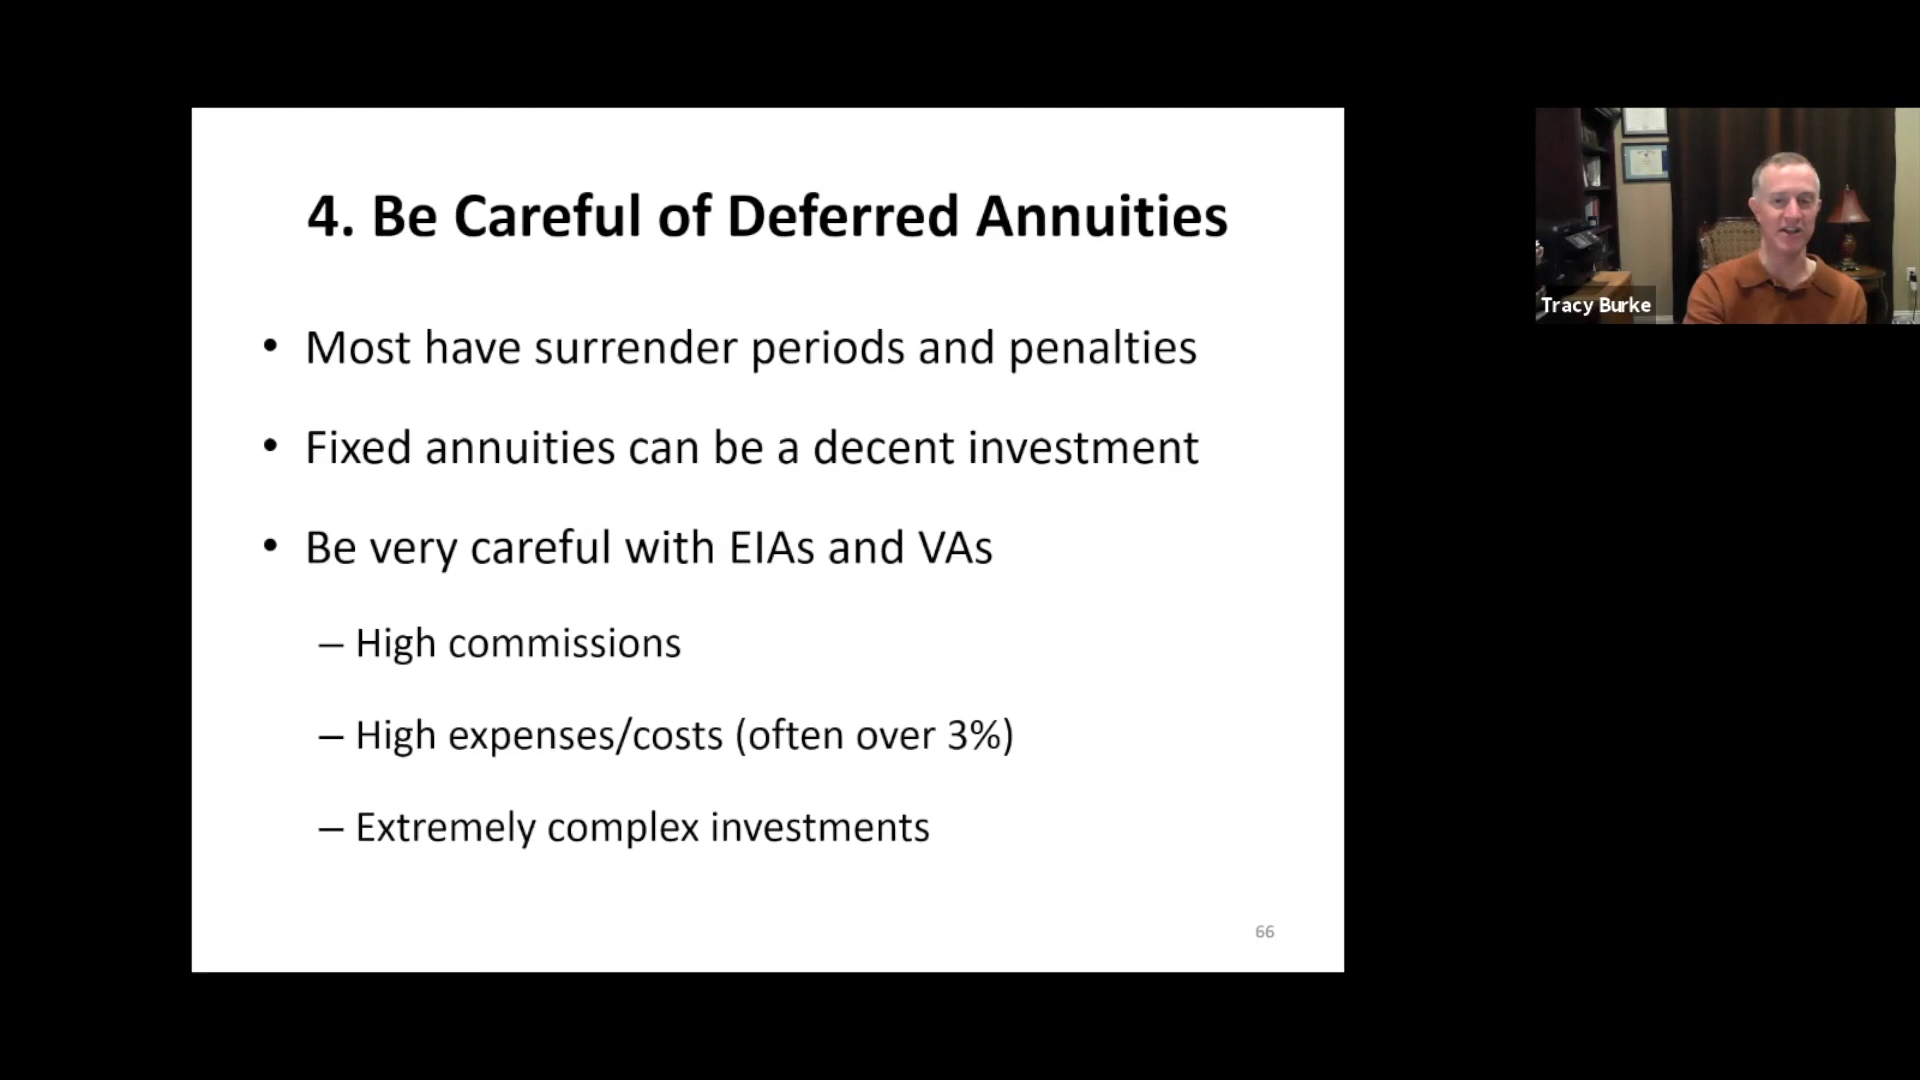 4. Be Careful of Deferred Annuities
• Most have surrender periods and penalties
• Fixed annuities can be a decent investment
• Be very careful with EIAs and VAs
– High commissions
– High expenses/costs (often over 3%)
– Extremely complex investments
66
Tracy Burke